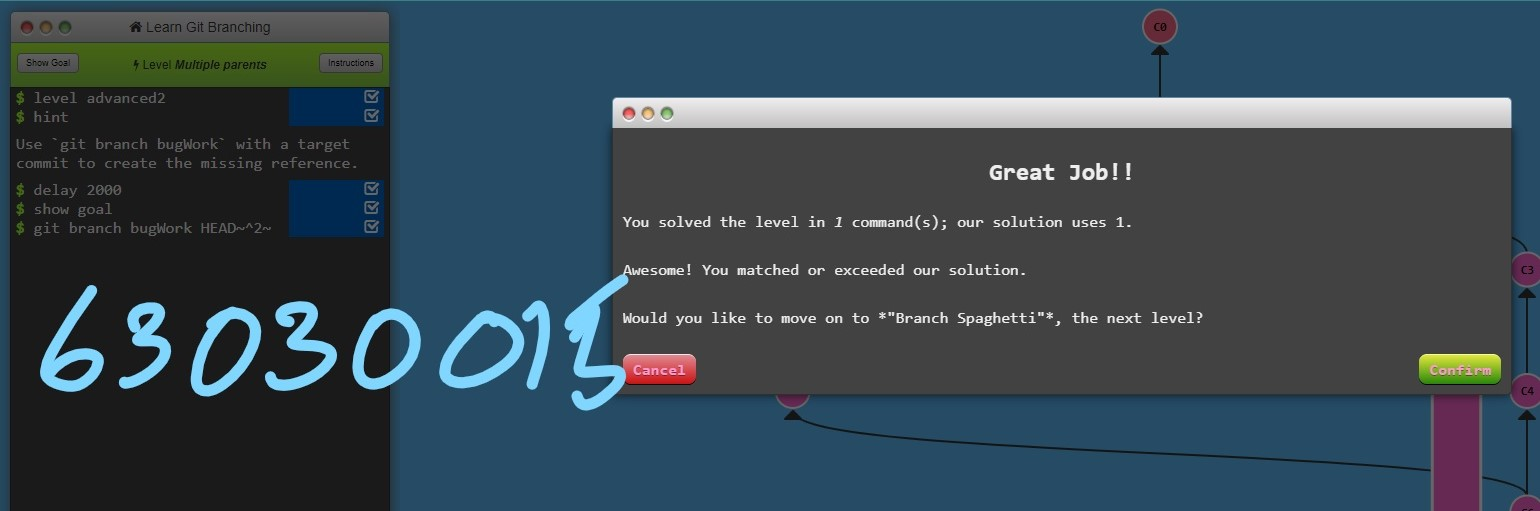 Learn Git Branching
Show Goal
Level Multiple parents
Instructions
$ level advanced2
$ hint
Use `git branch bugWork` with a target
commit to create the missing reference.
$ delay 2000
$ show goal
$ git branch bugWork HEAD~^2~
63030015
C0
Great Job!!
You solved the level in 1 command(s); our solution uses 1.
Awesome! You matched or exceeded our solution.
Would you like to move on to *"Branch Spaghetti"*, the next level?
Cancel
Confirm
C3
C4